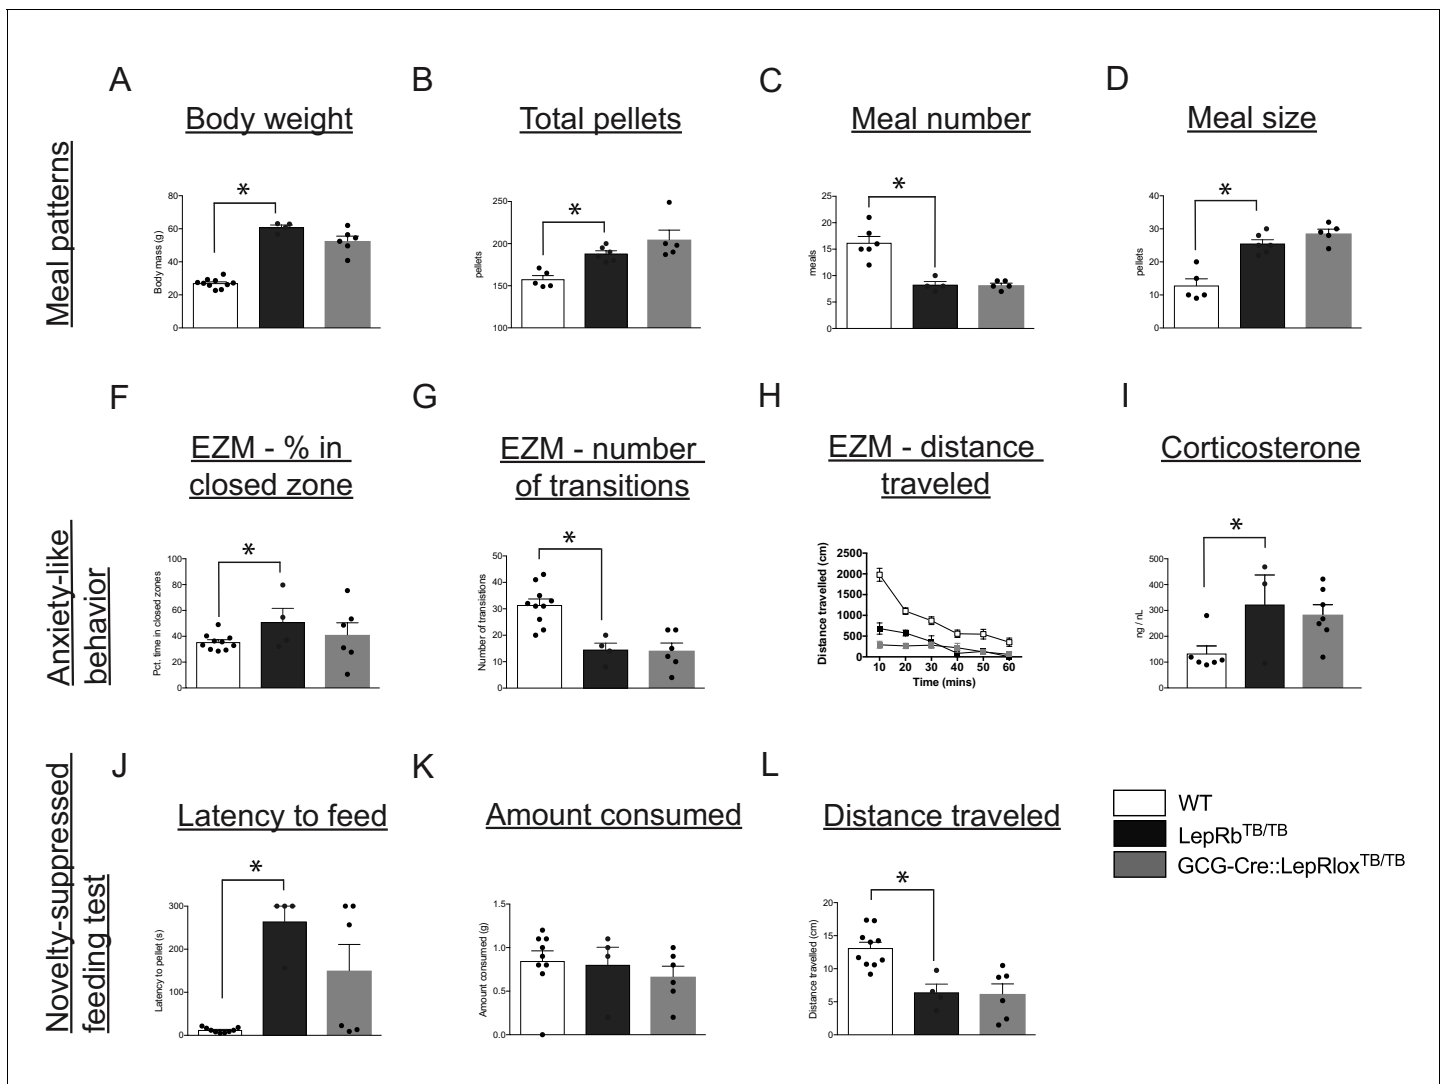 A
B
C
D
Body weight
Total pellets
Meal number
Meal size
Meal patterns
*
*
*
*
Body mass (g)
80
60
40
20
0
pellets
250
200
150
100
meals
25
20
15
10
5
0
pellets
40
30
20
10
0
F
G
H
I
EZM - % in
closed zone
EZM - number
of transitions
EZM - distance
traveled
Corticosterone
Anxiety-like
behavior
*
*
*
Pct. time in closed zones
100
80
60
40
20
0
Number of transistions
50
40
30
20
10
0
Distance travelled (cm)
2500
2000
1500
1000
500
0
10 20 30 40 50 60
Time (mins)
ng / nL
500
400
300
200
100
0
J
K
L
Latency to feed
Amount consumed
Distance traveled
Novelty-suppressed
feeding test
*
*
Latency to pellet (s)
300
200
100
0
Amount consumed (g)
1.5
1.0
0.5
0.0
Distance travelled (cm)
20
15
10
5
0
WT
LepRb^TB/TB
GCG-Cre::LepRlox^TB/TB